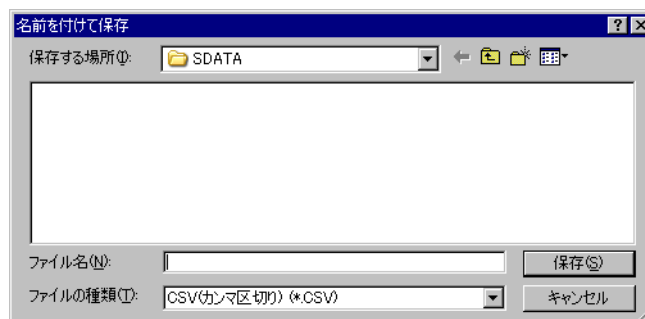 名前を付けて保存
保存する場所(I): SDATA
ファイル名(N): 保存(S)
ファイルの種類(T): CSV(カンマ区切り) (*.CSV) キャンセル